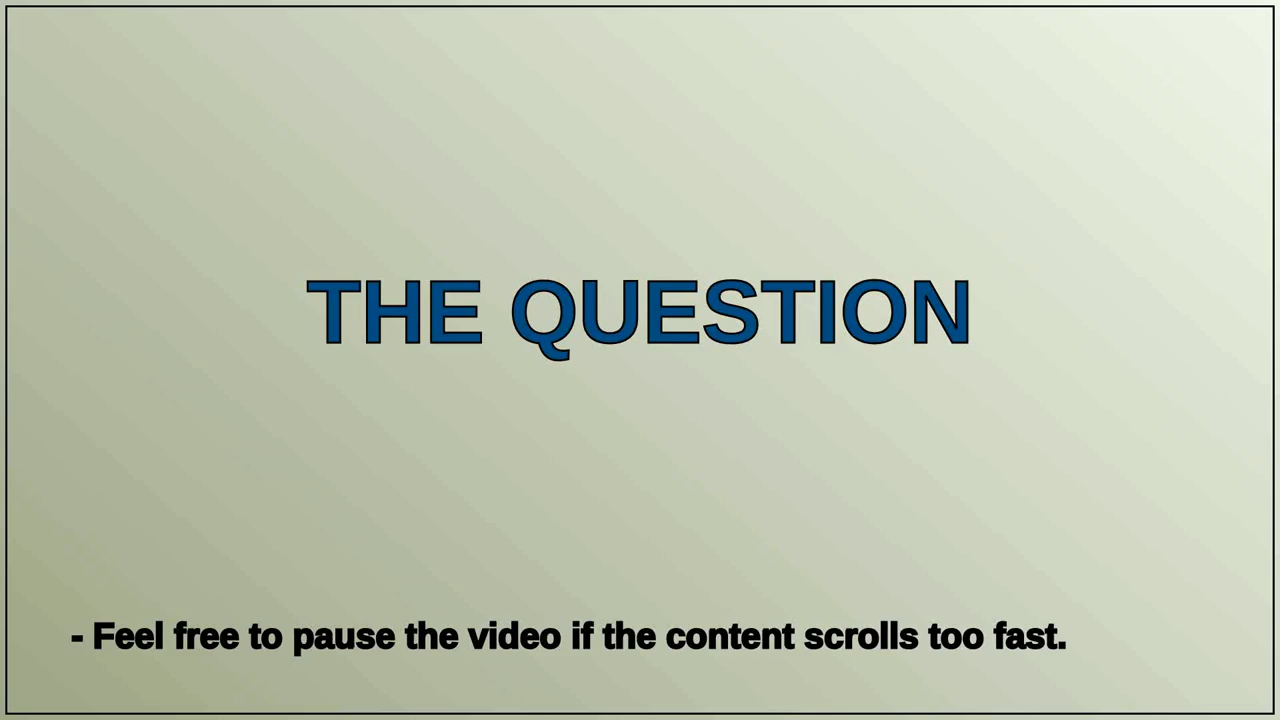 THE QUESTION
- Feel free to pause the video if the content scrolls too fast.